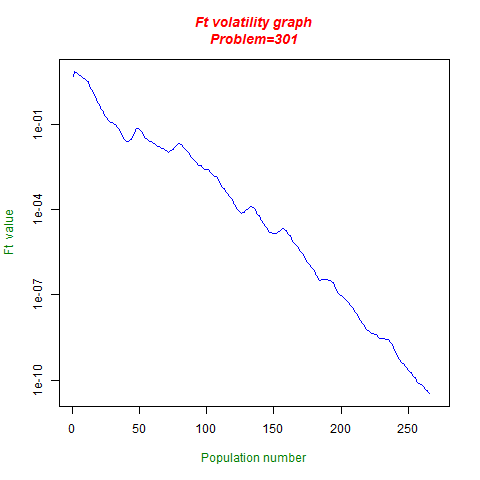 Ft volatility graph
Problem=301
Ft value
1e-01
1e-04
1e-07
1e-10
0 50 100 150 200 250
Population number